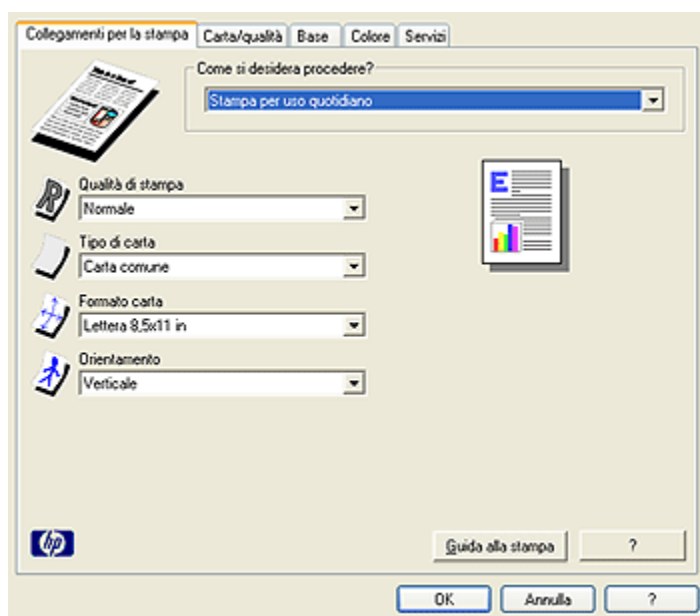 Collegamenti per la stampa Carta/qualità Base Colore Servizi
Come si desidera procedere?
Stampa per uso quotidiano
Qualità di stampa
Normale
Tipo di carta
Carta comune
Formato carta
Lettera 8,5x11 in
Orientamento
Verticale
E
R
hp
Guida alla stampa ?
OK Annulla ?